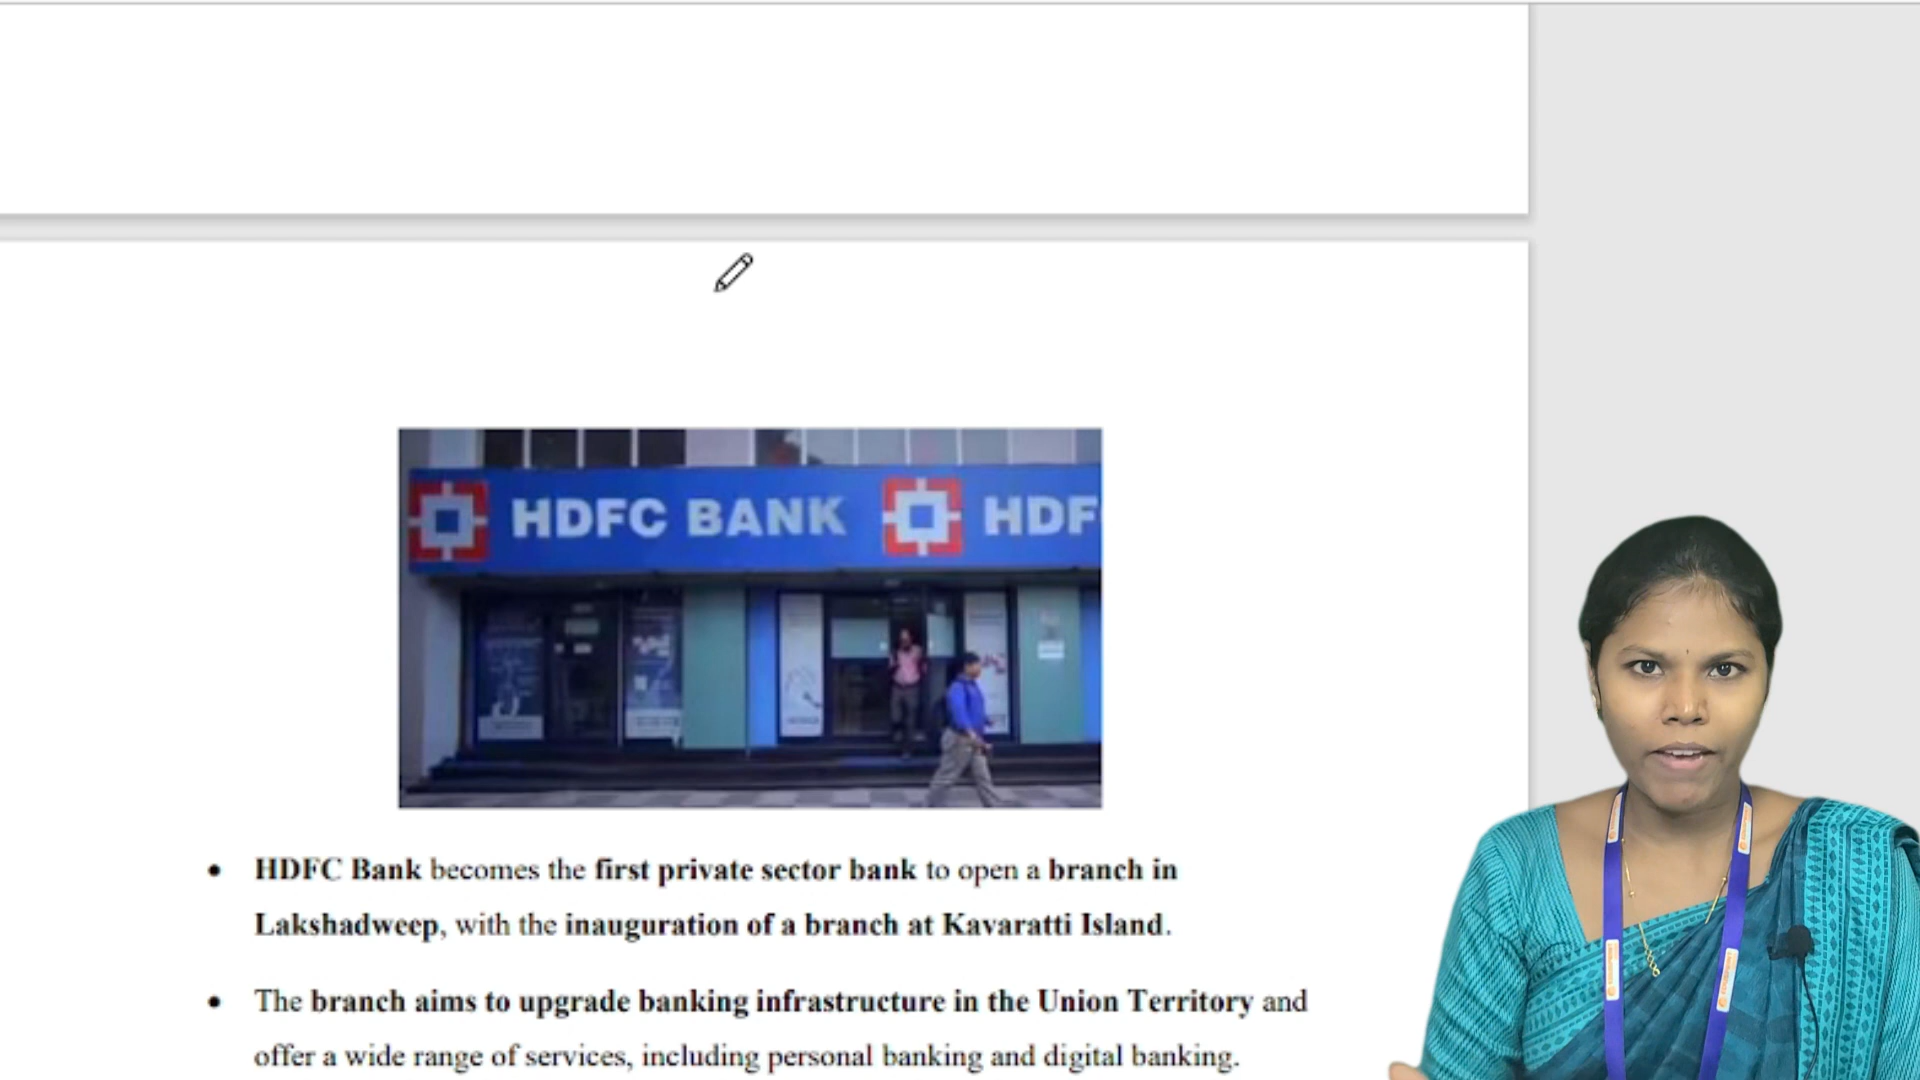 HDFC BANK HDF
• HDFC Bank becomes the first private sector bank to open a branch in
Lakshadweep, with the inauguration of a branch at Kavaratti Island.
• The branch aims to upgrade banking infrastructure in the Union Territory and
offer a wide range of services, including personal banking and digital banking.